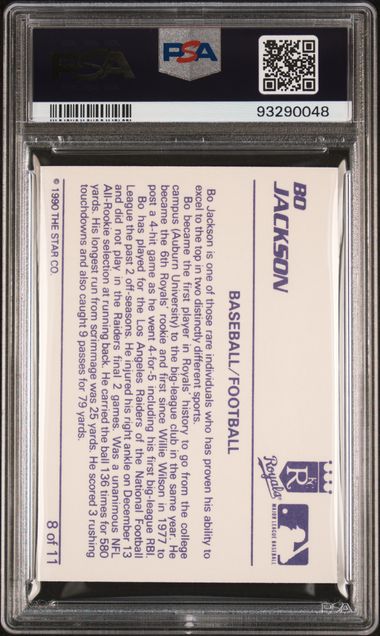 PSA
PSA
93290048
BO
JACKSON
Royals
MAJOR LEAGUE BASEBALL
BASEBALL/FOOTBALL
Bo Jackson is one of those rare individuals who has proven his ability to
excel to the top in two distinctly different sports.
Bo became the first player in Royals' history to go from the college
campus (Auburn University) to the big-league club in the same year. He
became the 6th Royals' rookie and first since Willie Wilson in 1977 to
post a 4-hit game as he went 4-for-5 including his first big-league RBI.
Bo has played for the Los Angeles Raiders of the National Football
League the past 2 off-seasons. He injured his right ankle on December 13
and did not play in the Raiders final 2 games. Was a unanimous NFL
All-Rookie selection at running back. He carried the ball 136 times for 580
yards. His longest run from scrimmage was 25 yards. He scored 3 rushing
touchdowns and also caught 9 passes for 79 yards.
© 1990 THE STAR CO.
8 of 11